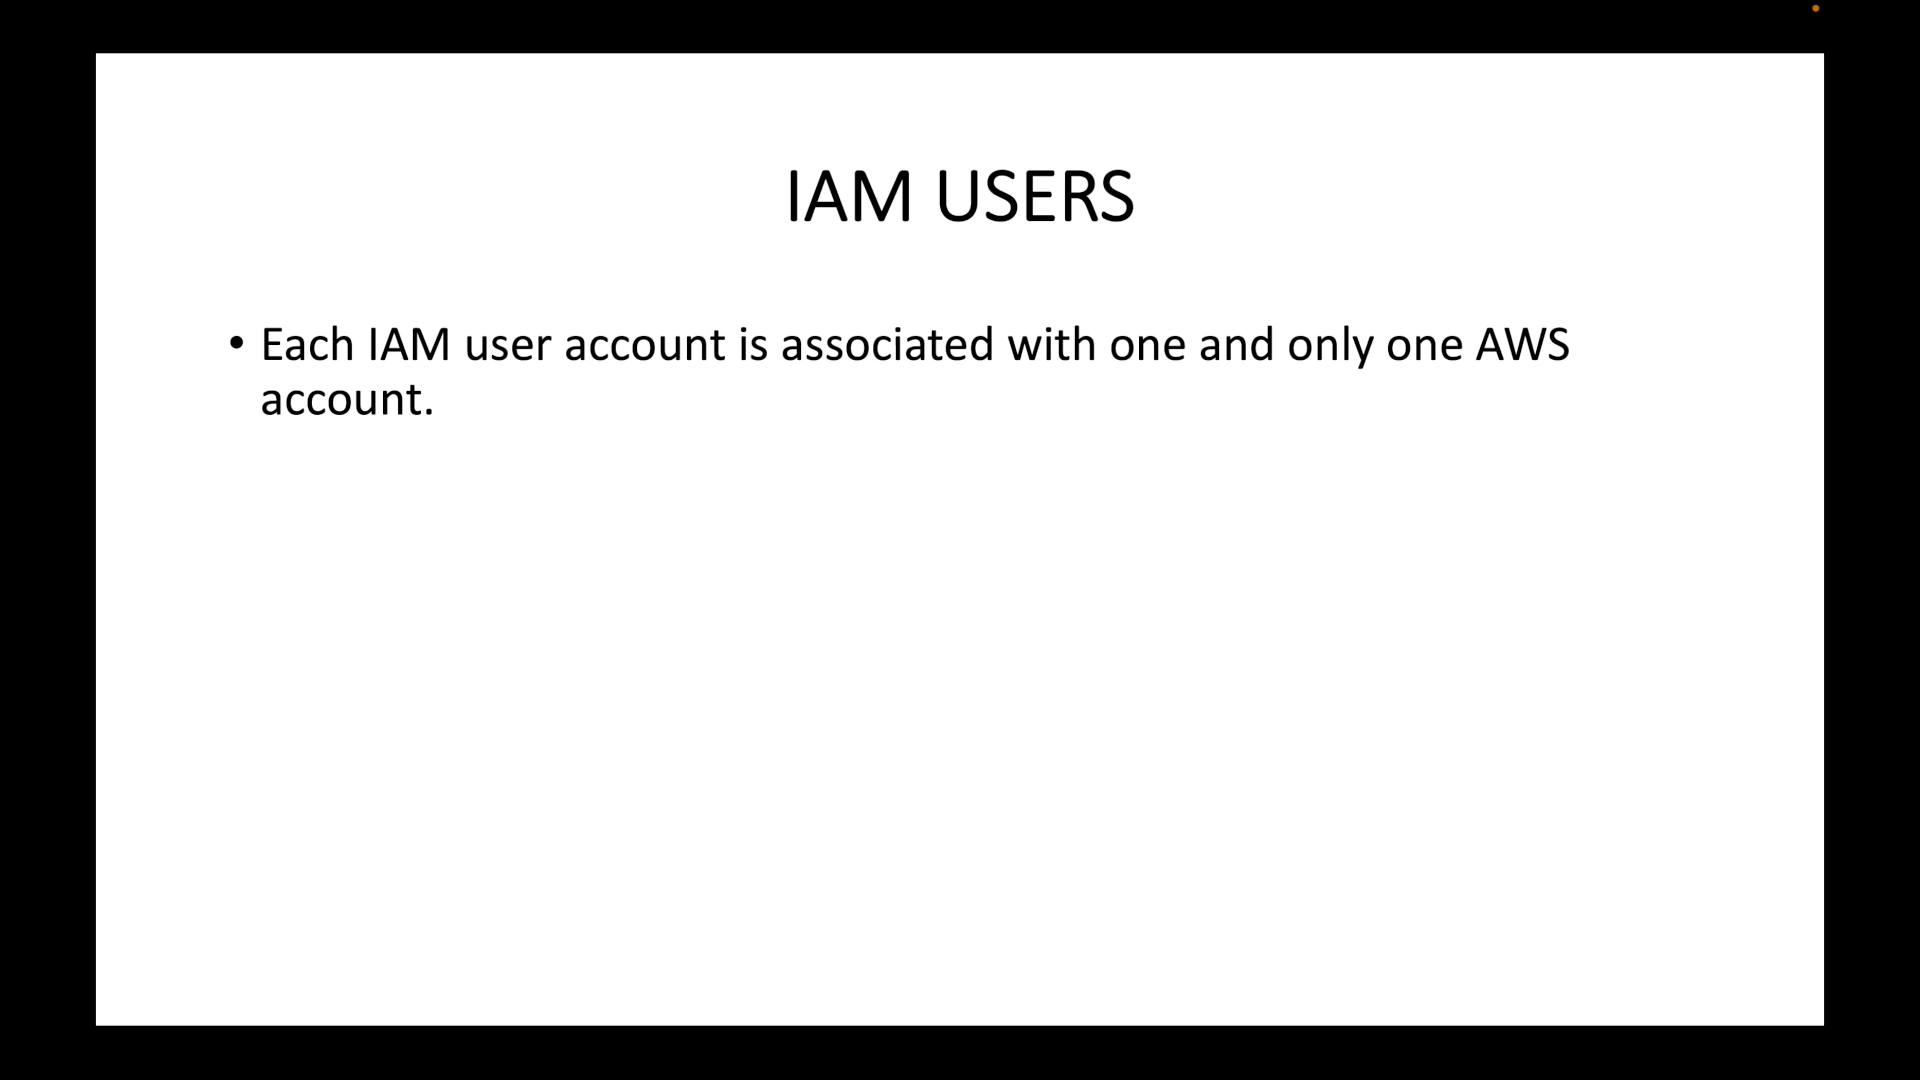 IAM USERS
• Each IAM user account is associated with one and only one AWS
account.